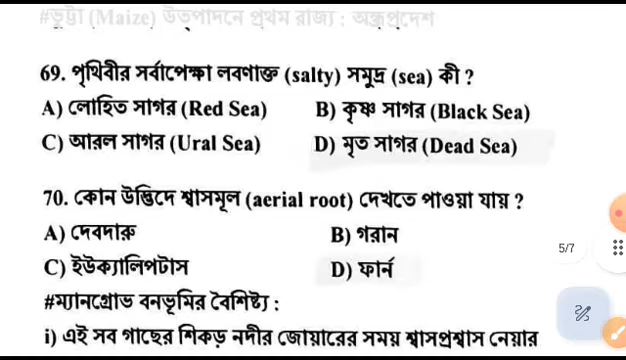 #ভুট্টা (Maize) উত্পাদনে প্রথম রাজ্য : অন্ধ্রপ্রদেশ
69. পৃথিবীর সর্বাপেক্ষা লবণাক্ত (salty) সমুদ্র (sea) কী ?
A) লোহিত সাগর (Red Sea) B) কৃষ্ণ সাগর (Black Sea)
C) আরল সাগর (Ural Sea) D) মৃত সাগর (Dead Sea)
70. কোন উদ্ভিদে শ্বাসমূল (aerial root) দেখতে পাওয়া যায় ?
A) দেবদারু B) গরান
C) ইউক্যালিপটাস D) ফার্ন
5/7
#ম্যানগ্রোভ বনভূমির বৈশিষ্ট্য :
i) এই সব গাছের শিকড় নদীর জোয়ারের সময় শ্বাসপ্রশ্বাস নেয়ার